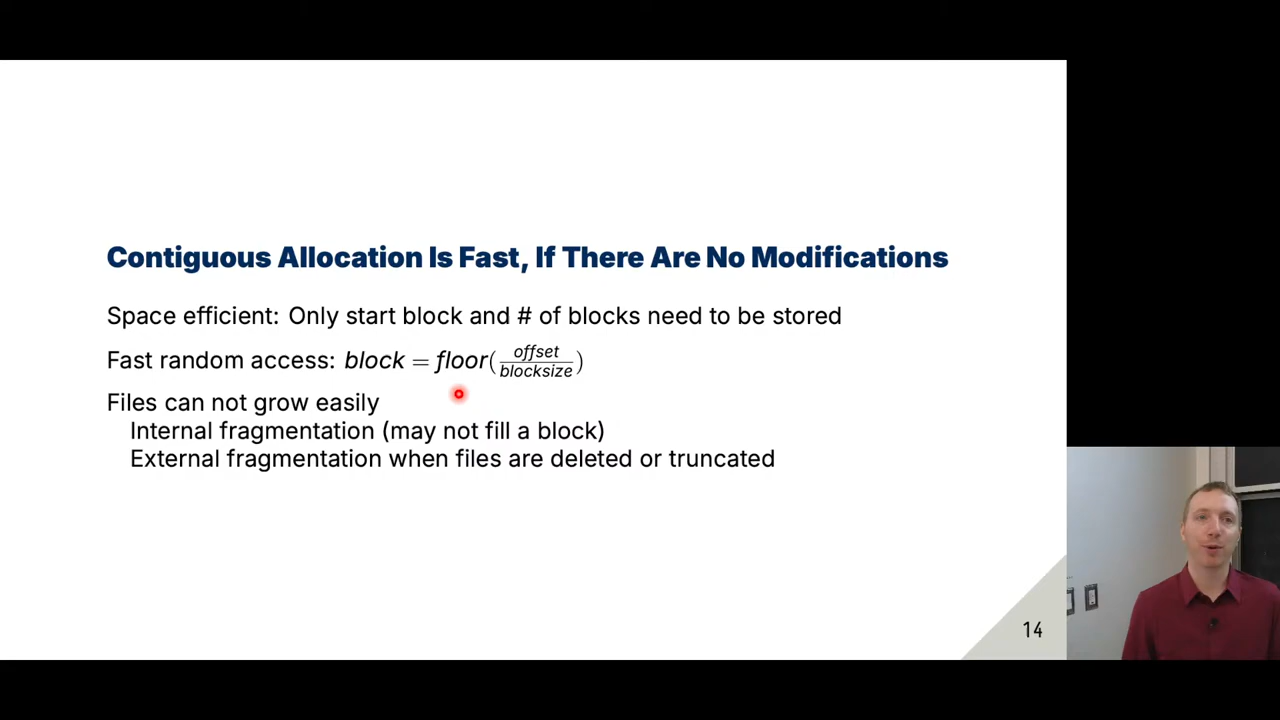 Contiguous Allocation Is Fast, If There Are No Modifications
Space efficient: Only start block and # of blocks need to be stored
Fast random access: block = floor(offset/blocksize)
Files can not grow easily
Internal fragmentation (may not fill a block)
External fragmentation when files are deleted or truncated
14